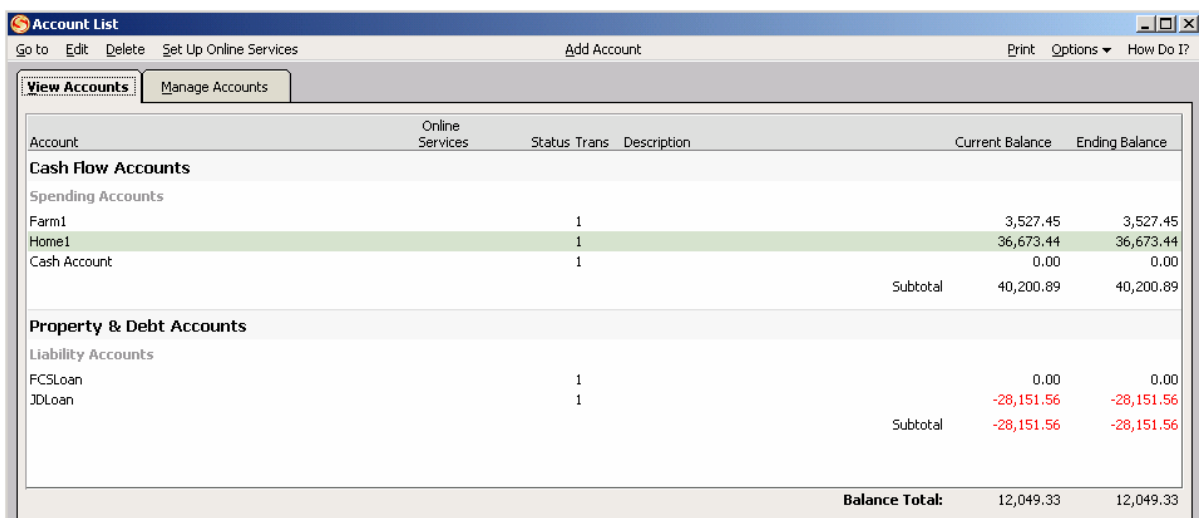 Account List
Go to Edit Delete Set Up Online Services Add Account Print Options How Do I?
View Accounts Manage Accounts
Online
Account Services Status Trans Description Current Balance Ending Balance
Cash Flow Accounts
Spending Accounts
Farm1 1 3,527.45 3,527.45
Home1 1 36,673.44 36,673.44
Cash Account 1 0.00 0.00
Subtotal 40,200.89 40,200.89
Property & Debt Accounts
Liability Accounts
FCSLoan 1 0.00 0.00
JDLoan 1 -28,151.56 -28,151.56
Subtotal -28,151.56 -28,151.56
Balance Total: 12,049.33 12,049.33